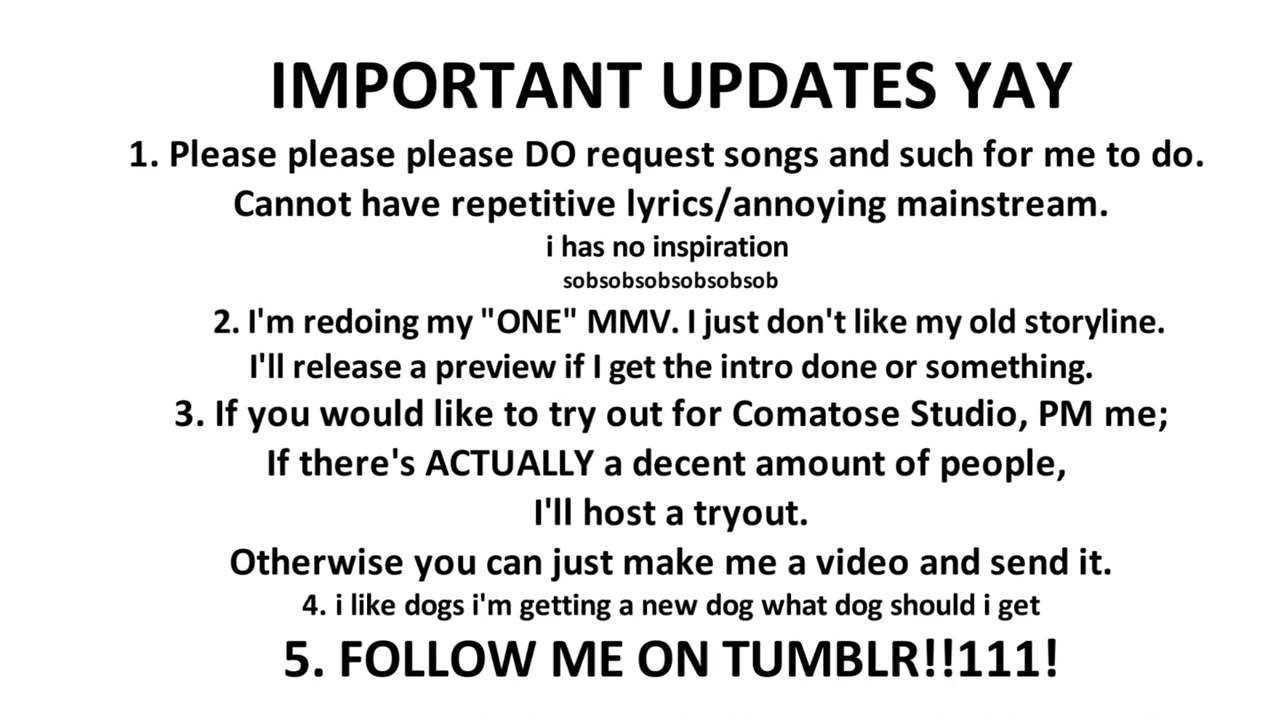 IMPORTANT UPDATES YAY
1. Please please please DO request songs and such for me to do.
Cannot have repetitive lyrics/annoying mainstream.
i has no inspiration
sobsobsobsobsobsob
2. I'm redoing my "ONE" MMV. I just don't like my old storyline.
I'll release a preview if I get the intro done or something.
3. If you would like to try out for Comatose Studio, PM me;
If there's ACTUALLY a decent amount of people,
I'll host a tryout.
Otherwise you can just make me a video and send it.
4. i like dogs i'm getting a new dog what dog should i get
5. FOLLOW ME ON TUMBLR!!111!